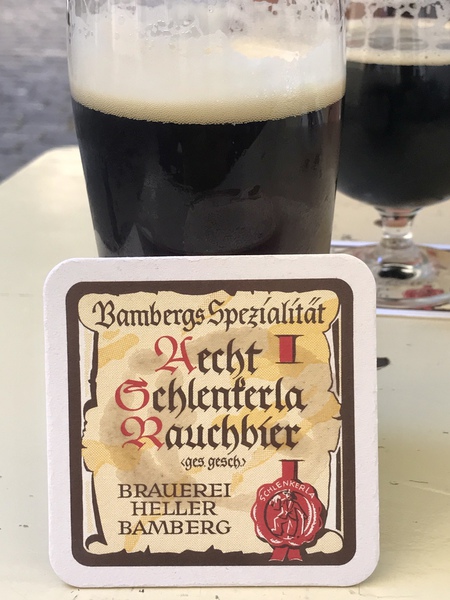 Bambergs Spezialität
Aecht
Schlenkerla
Rauchbier
‹ges. gesch.›
BRAUEREI
HELLER
BAMBERG
SCHLENKERLA